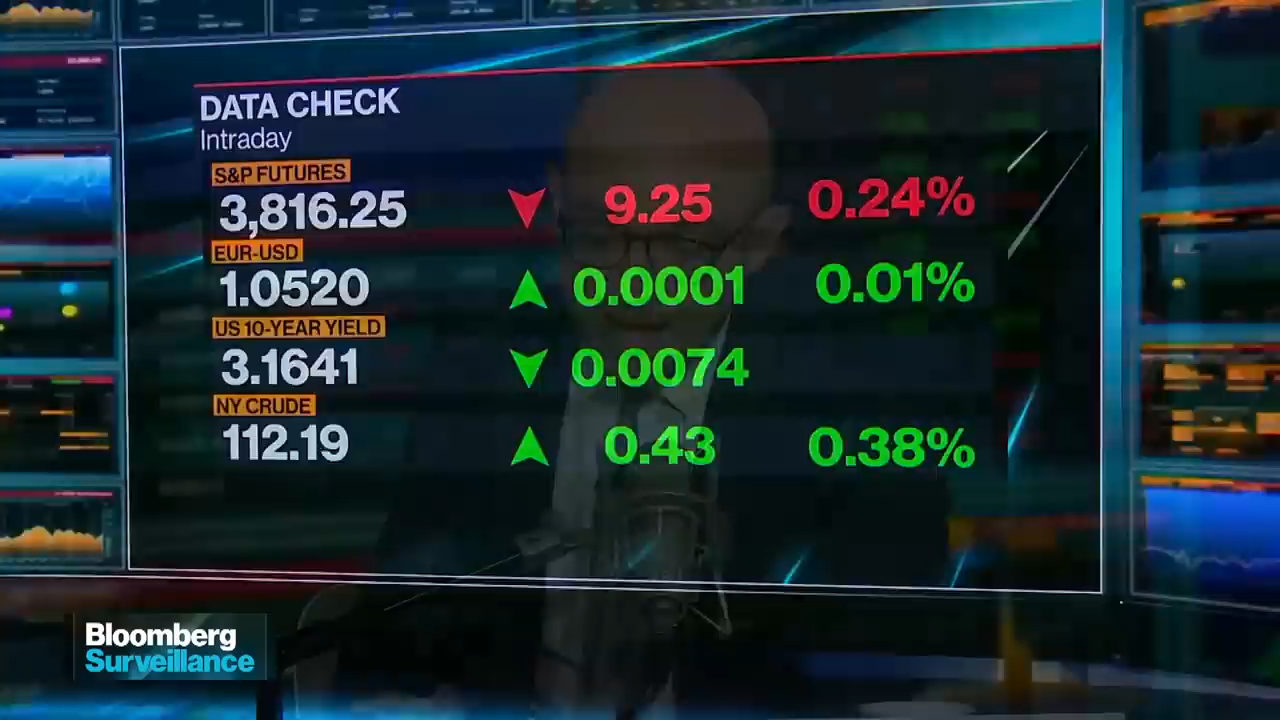 DATA CHECK
Intraday
S&P FUTURES
3,816.25 ▼ 9.25 0.24%
EUR-USD
1.0520 ▲ 0.0001 0.01%
US 10-YEAR YIELD
3.1641 ▼ 0.0074
NY CRUDE
112.19 ▲ 0.43 0.38%
Bloomberg
Surveillance